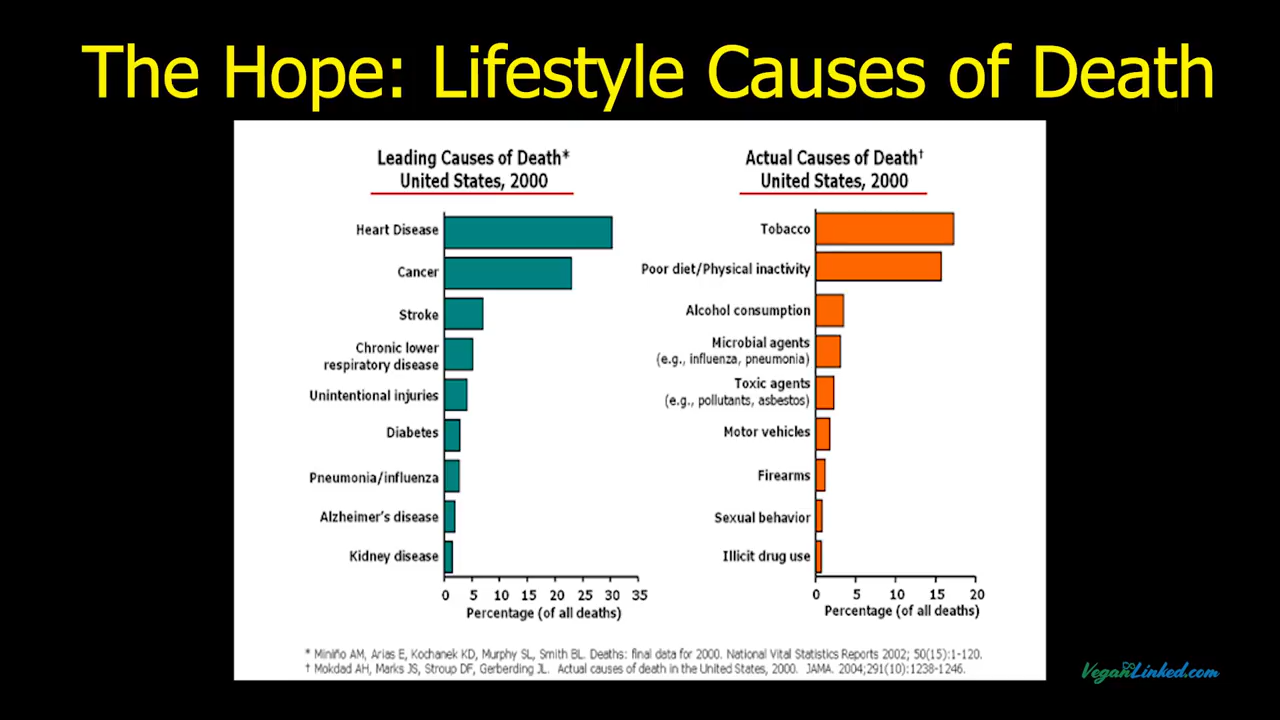 The Hope: Lifestyle Causes of Death
Leading Causes of Death*
United States, 2000
Heart Disease
Cancer
Stroke
Chronic lower
respiratory disease
Unintentional injuries
Diabetes
Pneumonia/influenza
Alzheimer's disease
Kidney disease
0 5 10 15 20 25 30 35
Percentage (of all deaths)
Actual Causes of Death†
United States, 2000
Tobacco
Poor diet/Physical inactivity
Alcohol consumption
Microbial agents
(e.g., influenza, pneumonia)
Toxic agents
(e.g., pollutants, asbestos)
Motor vehicles
Firearms
Sexual behavior
Illicit drug use
0 5 10 15 20
Percentage (of all deaths)
* Miniño AM, Arias E, Kochanek KD, Murphy SL, Smith BL. Deaths: final data for 2000. National Vital Statistics Reports 2002; 50(15):1-120.
† Mokdad AH, Marks JS, Stroup DF, Gerberding JL. Actual causes of death in the United States, 2000. JAMA. 2004;291(10):1238-1246.
VeganLinked.com